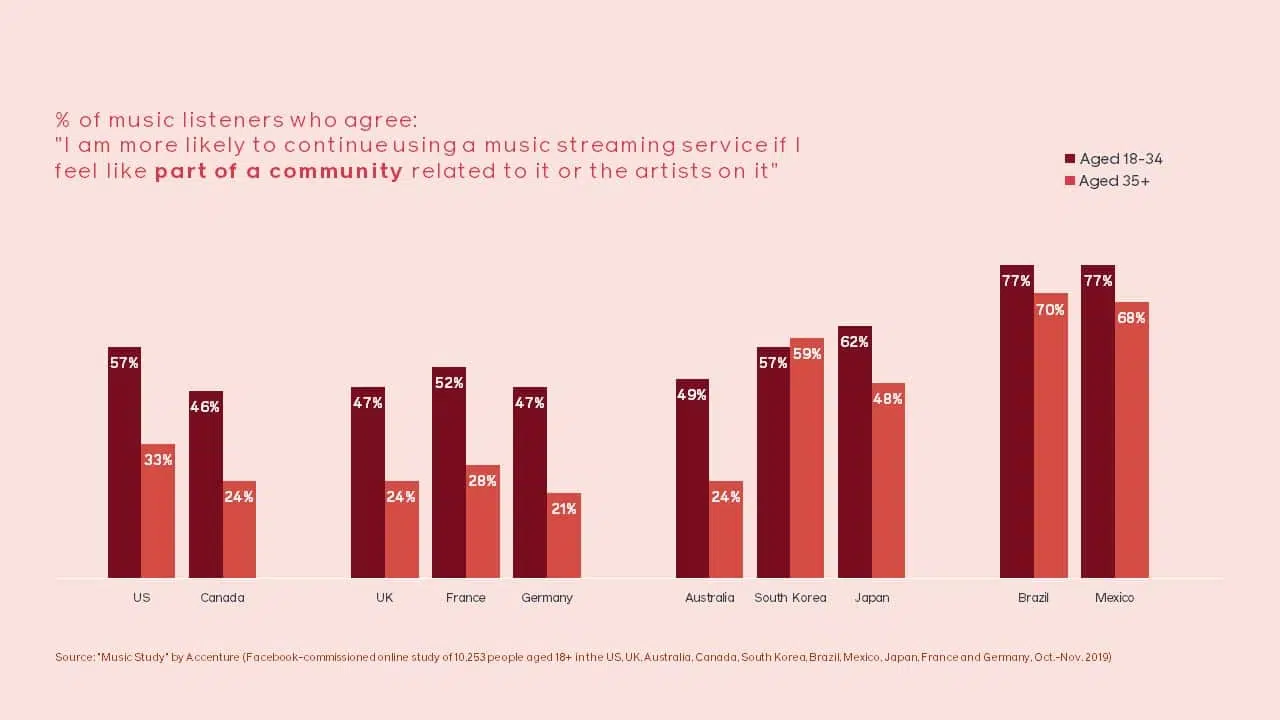 % of music listeners who agree:
"I am more likely to continue using a music streaming service if I
feel like part of a community related to it or the artists on it"
Aged 18-34
Aged 35+
57%
33%
46%
24%
47%
24%
52%
28%
47%
21%
49%
24%
57%
59%
62%
48%
77%
70%
77%
68%
US
Canada
UK
France
Germany
Australia
South Korea
Japan
Brazil
Mexico
Source: "Music Study" by Accenture (Facebook-commissioned online study of 10,253 people aged 18+ in the US, UK, Australia, Canada, South Korea, Brazil, Mexico, Japan, France and Germany, Oct.-Nov. 2019)